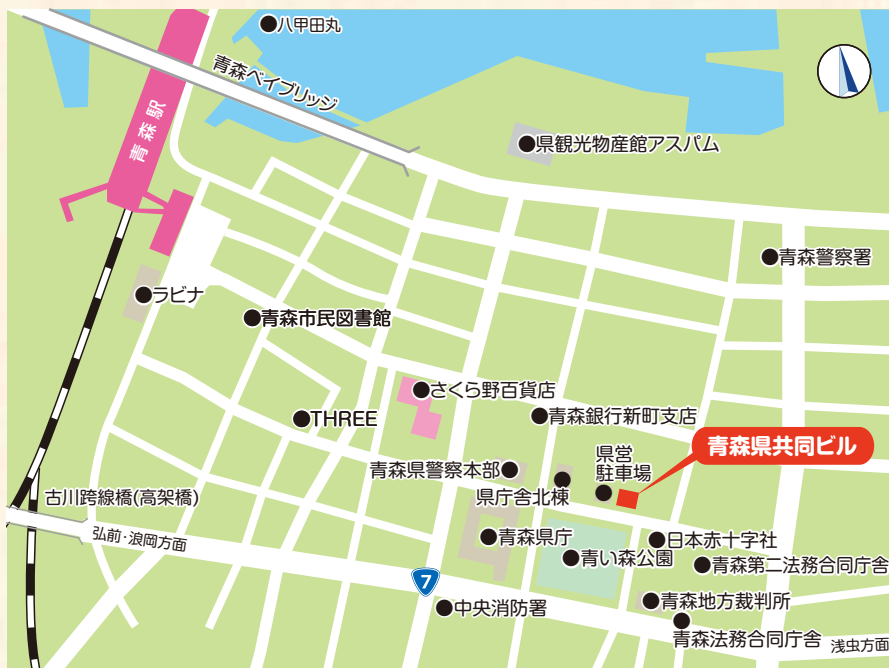 八甲田丸
青森ベイブリッジ
青森駅
県観光物産館アスパム
青森警察署
ラビナ
青森市民図書館
さくら野百貨店
THREE
青森銀行新町支店
青森県共同ビル
県営
駐車場
青森県警察本部
県庁舎北棟
古川跨線橋(高架橋)
弘前・浪岡方面
青森県庁
日本赤十字社
青い森公園
青森第二法務合同庁舎
7
中央消防署
青森地方裁判所
青森法務合同庁舎
浅虫方面